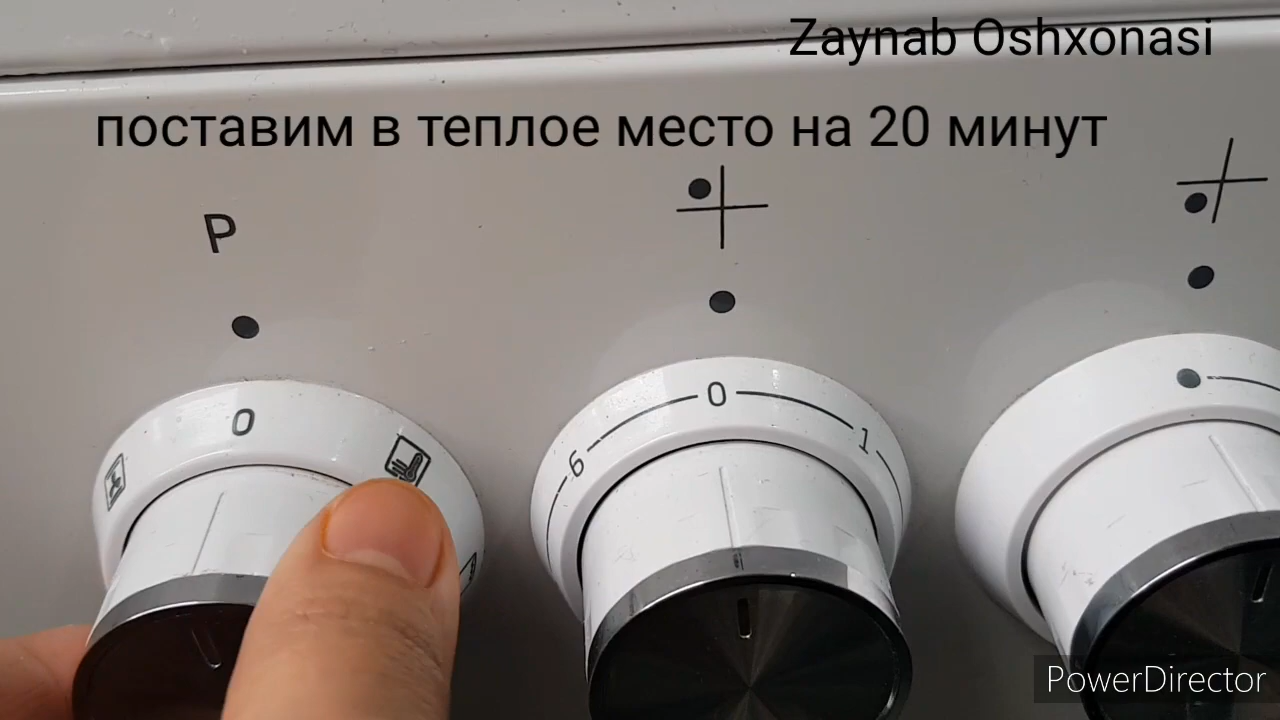 Zaynab Oshxonasi
поставим в теплое место на 20 минут
P
0
0
6
1
PowerDirector